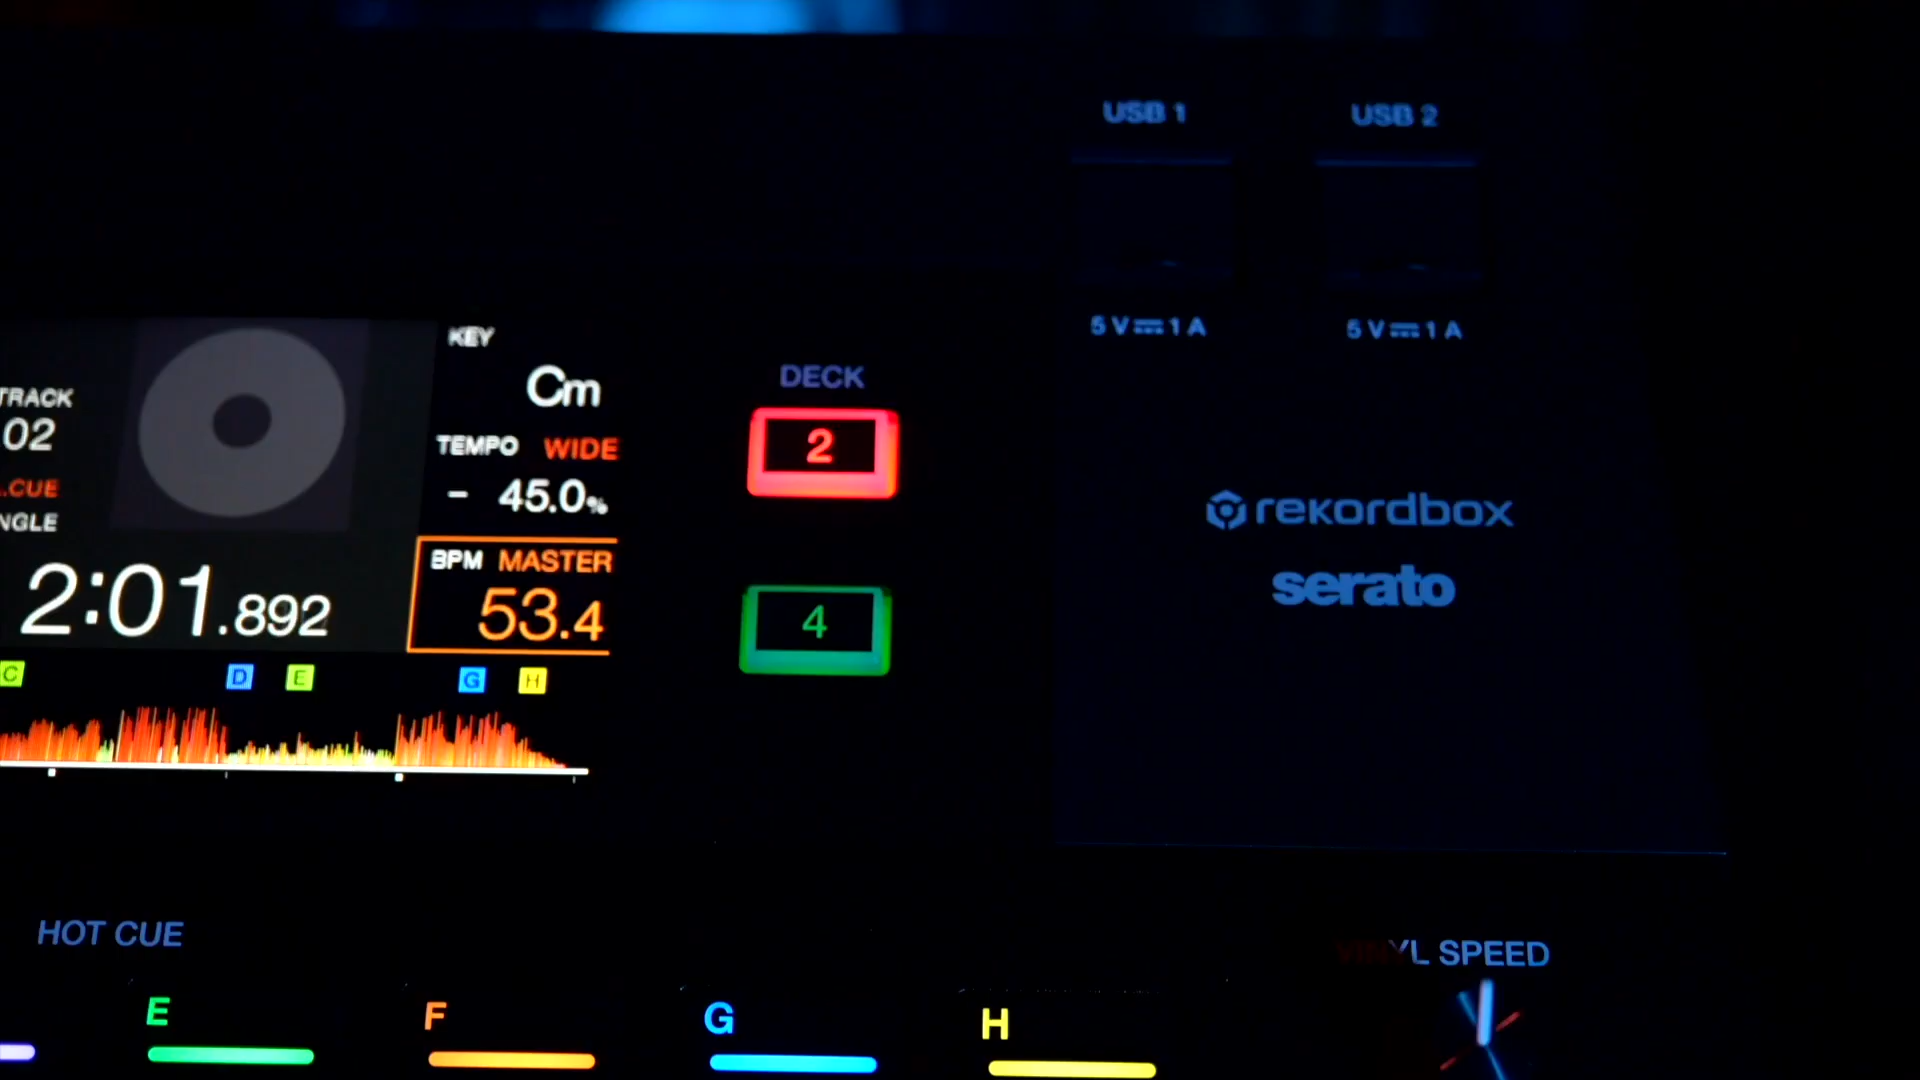 USB 1
USB 2
5 V⎓1 A
5 V⎓1 A
TRACK
02
.CUE
NGLE
2:01.892
KEY
Cm
TEMPO WIDE
- 45.0%
BPM MASTER
53.4
C
D
E
G
H
DECK
2
4
rekordbox
serato
HOT CUE
VINYL SPEED
E
F
G
H